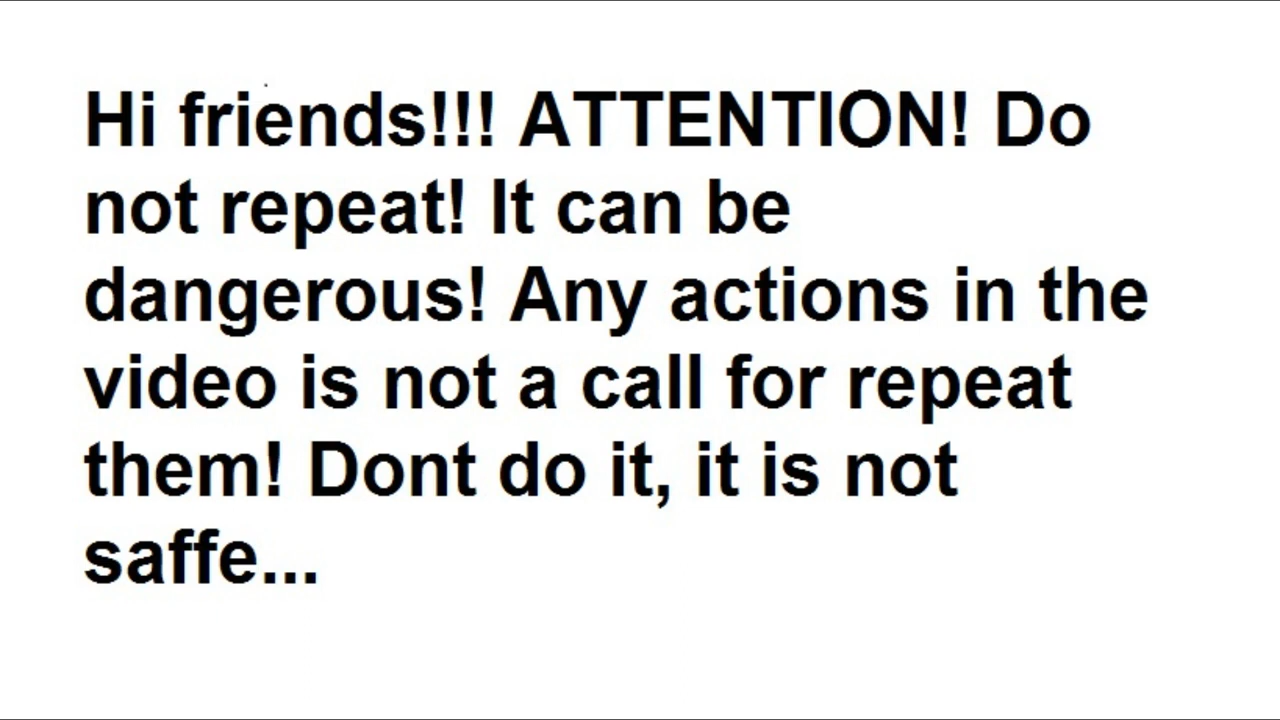 Hi friends!!! ATTENTION! Do
not repeat! It can be
dangerous! Any actions in the
video is not a call for repeat
them! Dont do it, it is not
saffe...